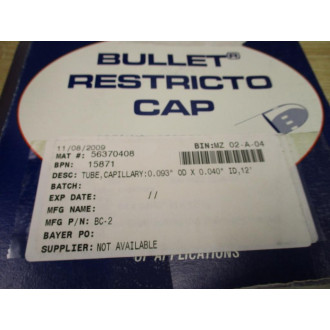 BULLET®
RESTRICTO
CAP
11/08/2009 BIN:MZ 02-A-04
MAT #: 56370408
BPN: 15871
DESC: TUBE,CAPILLARY:0.093" OD X 0.040" ID,12'
BATCH:
EXP DATE: / /
MFG NAME:
MFG P/N: BC-2
BAYER PO:
SUPPLIER: NOT AVAILABLE
OF APPLICATIONS